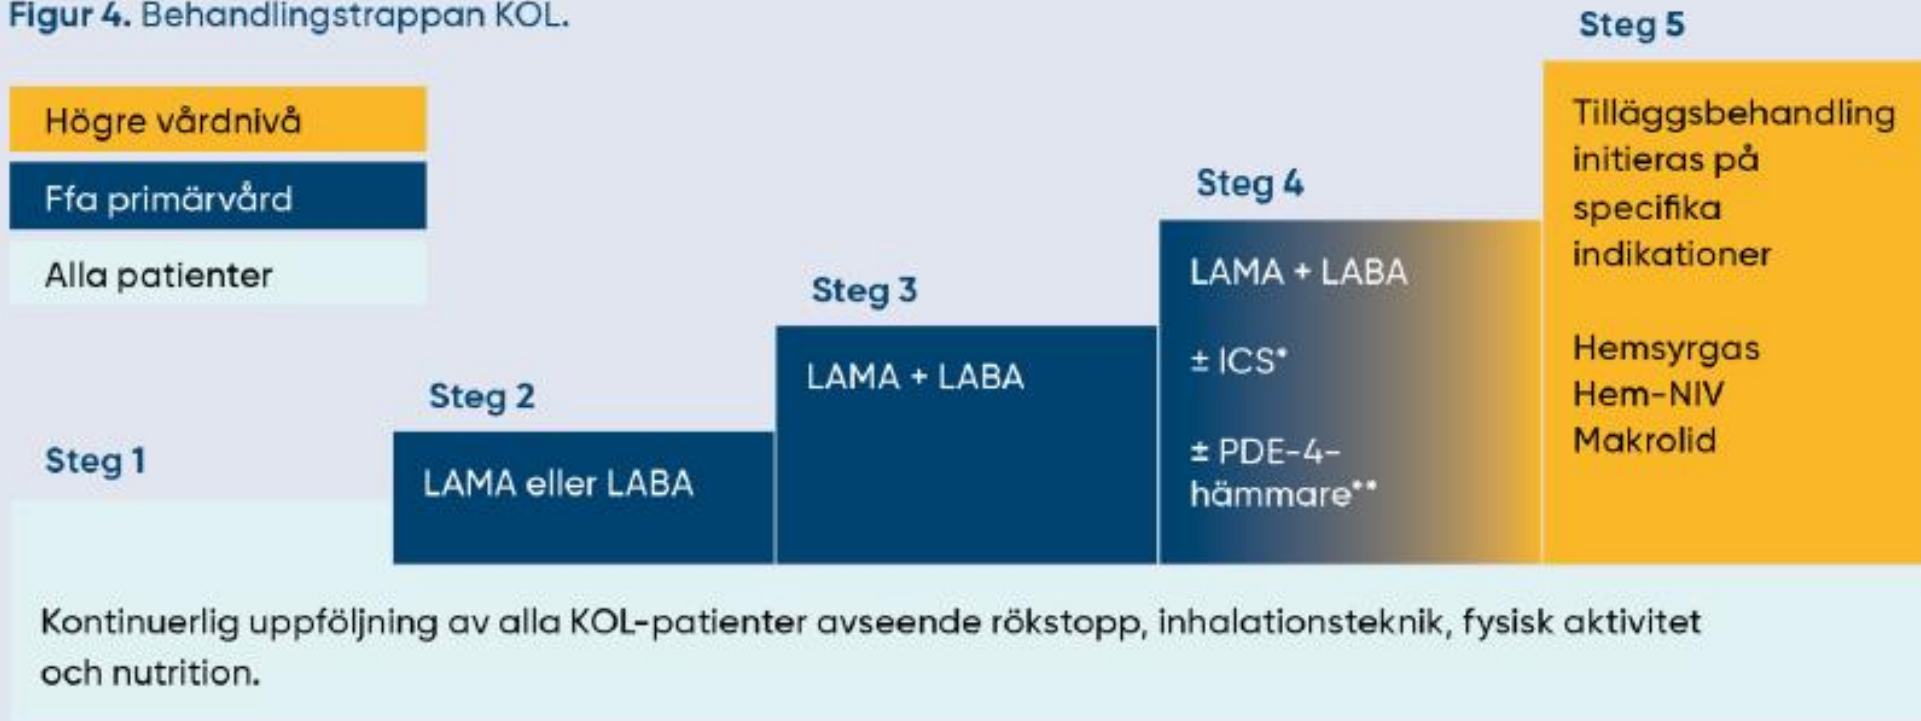 Figur 4. Behandlingstrappan KOL.
Högre vårdnivå
Ffa primärvård
Alla patienter
Steg 1
Steg 2
LAMA eller LABA
Steg 3
LAMA + LABA
Steg 4
LAMA + LABA
± ICS*
± PDE-4-
hämmare**
Steg 5
Tilläggsbehandling
initieras på
specifika
indikationer
Hemsyrgas
Hem-NIV
Makrolid
Kontinuerlig uppföljning av alla KOL-patienter avseende rökstopp, inhalationsteknik, fysisk aktivitet
och nutrition.